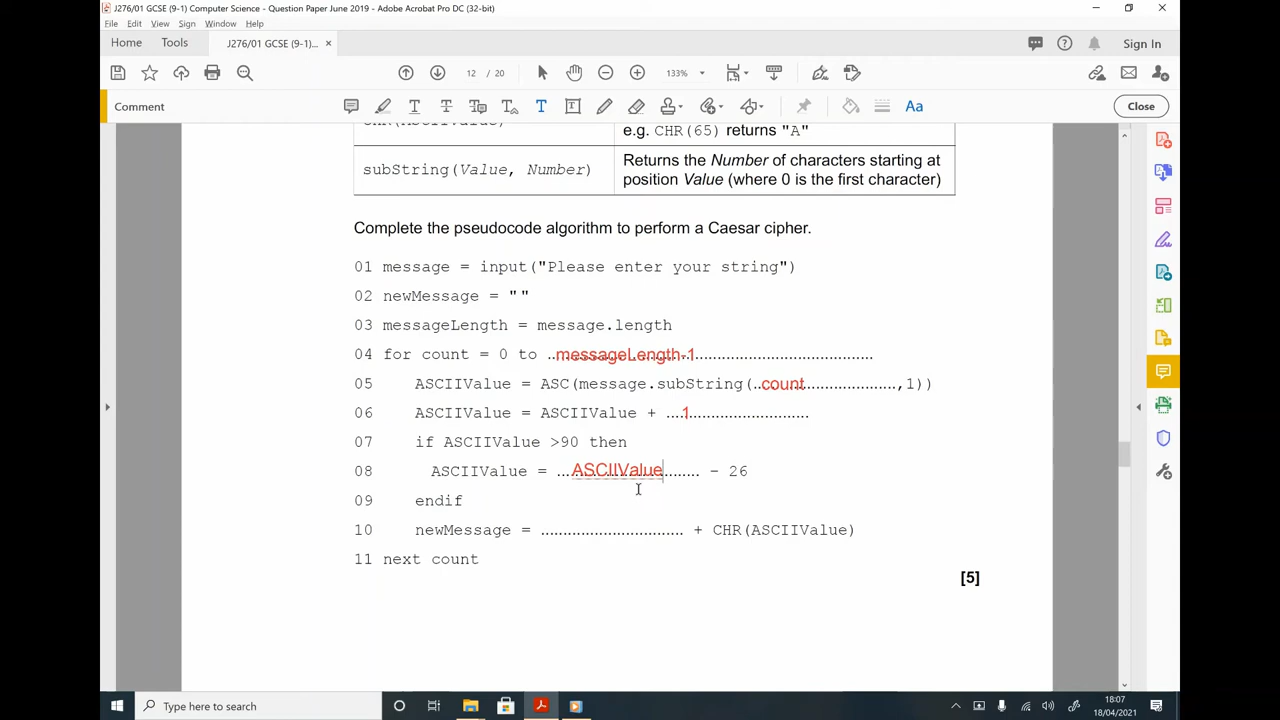 J276/01 GCSE (9-1) Computer Science - Question Paper June 2019 - Adobe Acrobat Pro DC (32-bit)
File Edit View Sign Window Help
Home Tools J276/01 GCSE (9-1)... × Sign In
12 / 20 133%
Comment Aa Close
e.g. CHR(65) returns "A"
subString(Value, Number) Returns the Number of characters starting at
position Value (where 0 is the first character)
Complete the pseudocode algorithm to perform a Caesar cipher.
01 message = input("Please enter your string")
02 newMessage = ""
03 messageLength = message.length
04 for count = 0 to ..messageLength-1........................................
05 ASCIIValue = ASC(message.subString(..count....................,1))
06 ASCIIValue = ASCIIValue + ...1...........................
07 if ASCIIValue >90 then
08 ASCIIValue = ...ASCIIValue........ - 26
09 endif
10 newMessage = ................................ + CHR(ASCIIValue)
11 next count
[5]
Type here to search
18:07
18/04/2021